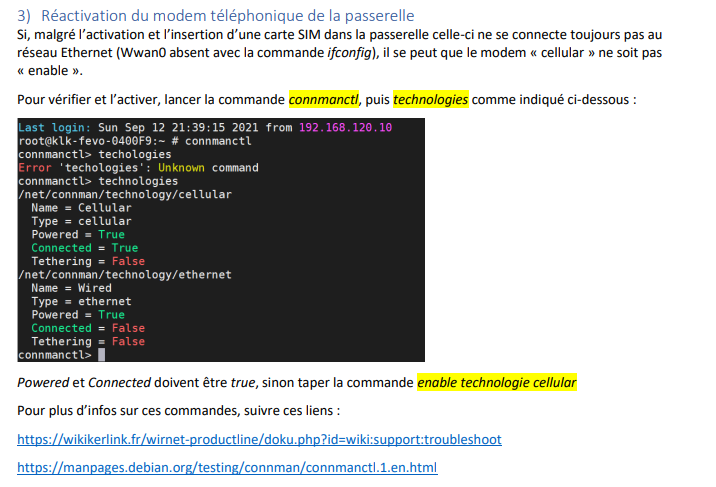 3) Réactivation du modem téléphonique de la passerelle
Si, malgré l'activation et l'insertion d'une carte SIM dans la passerelle celle-ci ne se connecte toujours pas au
réseau Ethernet (Wwan0 absent avec la commande ifconfig), il se peut que le modem « cellular » ne soit pas
« enable ».
Pour vérifier et l'activer, lancer la commande connmanctl, puis technologies comme indiqué ci-dessous :
Last login: Sun Sep 12 21:39:15 2021 from 192.168.120.10
root@klk-fevo-0400F9:~ # connmanctl
connmanctl> techologies
Error 'techologies': Unknown command
connmanctl> technologies
/net/connman/technology/cellular
Name = Cellular
Type = cellular
Powered = True
Connected = True
Tethering = False
/net/connman/technology/ethernet
Name = Wired
Type = ethernet
Powered = True
Connected = False
Tethering = False
connmanctl>
Powered et Connected doivent être true, sinon taper la commande enable technologie cellular
Pour plus d'infos sur ces commandes, suivre ces liens :
https://wikikerlink.fr/wirnet-productline/doku.php?id=wiki:support:troubleshoot
https://manpages.debian.org/testing/connman/connmanctl.1.en.html